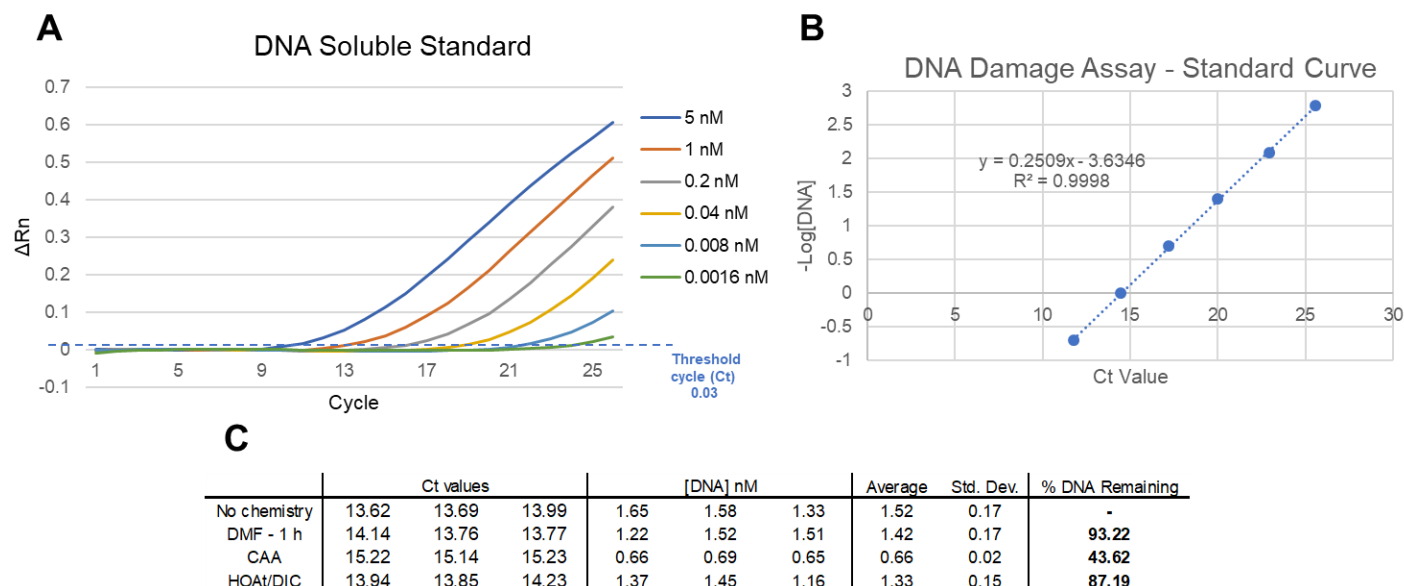 A
DNA Soluble Standard
0.7
0.6
0.5
0.4
0.3
0.2
0.1
0
-0.1
ΔRn
1 5 9 13 17 21 25
Cycle
5 nM
1 nM
0.2 nM
0.04 nM
0.008 nM
0.0016 nM
Threshold
cycle (Ct)
0.03
B
DNA Damage Assay - Standard Curve
3
2.5
2
1.5
1
0.5
0
-0.5
-1
-Log[DNA]
y = 0.2509x - 3.6346
R² = 0.9998
0 5 10 15 20 25 30
Ct Value
C
Ct values [DNA] nM Average Std. Dev. % DNA Remaining
No chemistry 13.62 13.69 13.99 1.65 1.58 1.33 1.52 0.17 -
DMF - 1 h 14.14 13.76 13.77 1.22 1.52 1.51 1.42 0.17 93.22
CAA 15.22 15.14 15.23 0.66 0.69 0.65 0.66 0.02 43.62
HOAt/DIC 13.94 13.85 14.23 1.37 1.45 1.16 1.33 0.15 87.19